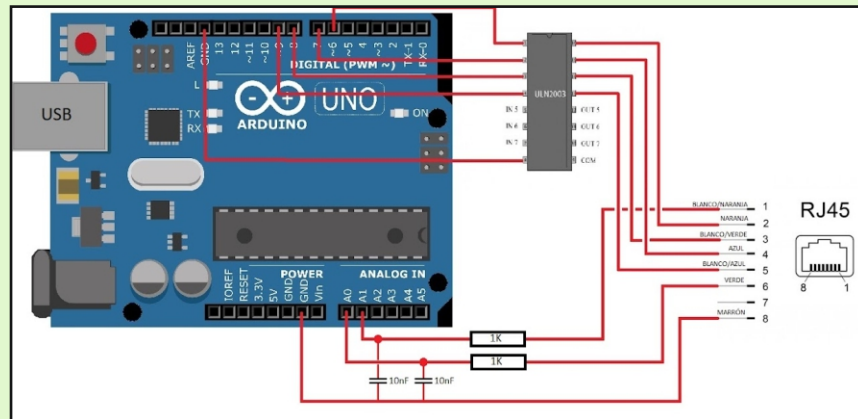 AREF
GND
13
12
~11
~10
~9
8
7
~6
~5
4
~3
2
TX-1
RX-0
DIGITAL (PWM ~)
USB
L
TX
RX
ARDUINO
UNO
ON
ULN2003
IN 5
OUT 5
IN 6
OUT 6
IN 7
OUT 7
COM
BLANCO/NARANJA
1
NARANJA
2
BLANCO/VERDE
3
AZUL
4
BLANCO/AZUL
5
VERDE
6
7
MARRÓN
8
RJ45
8
1
POWER
ANALOG IN
IOREF
RESET
3.3V
5V
GND
GND
Vin
A0
A1
A2
A3
A4
A5
1K
1K
10nF
10nF